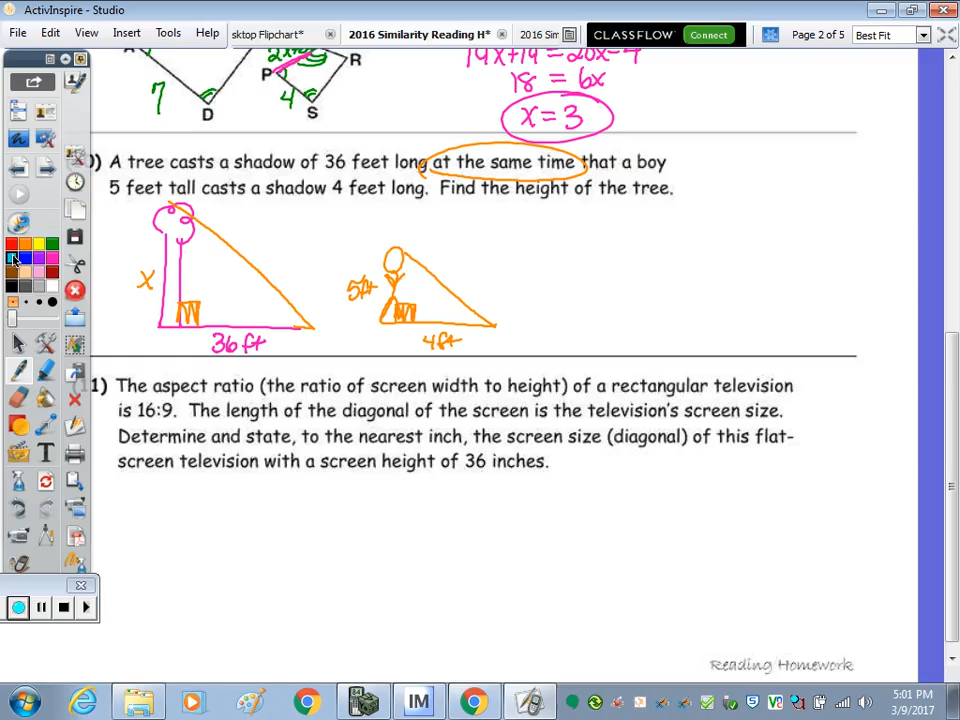 ActivInspire - Studio
File Edit View Insert Tools Help
sktop Flipchart*
2016 Similarity Reading H*
2016 Sim
CLASSFLOW Connect
Page 2 of 5
Best Fit
R
P
7
4
D
S
18 = 6x
x = 3
0) A tree casts a shadow of 36 feet long at the same time that a boy
5 feet tall casts a shadow 4 feet long. Find the height of the tree.
x
5ft
36 ft
4ft
11) The aspect ratio (the ratio of screen width to height) of a rectangular television
is 16:9. The length of the diagonal of the screen is the television's screen size.
Determine and state, to the nearest inch, the screen size (diagonal) of this flat-
screen television with a screen height of 36 inches.
Reading Homework
IM
5:01 PM
3/9/2017